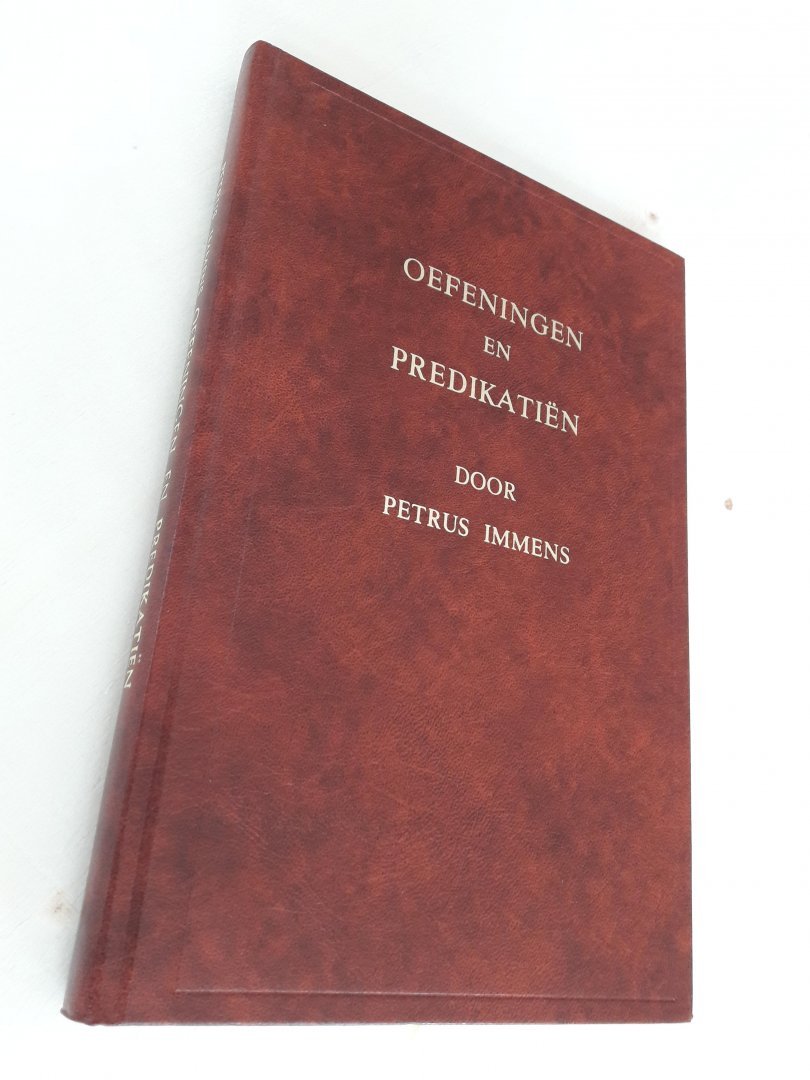 OEFENINGEN
EN
PREDIKATIËN
DOOR
PETRUS IMMENS
OEFENINGEN EN PREDIKATIËN